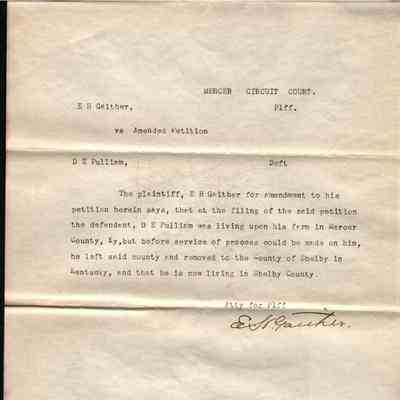 MERCER CIRCUIT COURT.
E H Gaither, Plff.
vs Amended Petition
D E Pulliam, Deft
The plaintiff, E H Gaither for amendment to his
petition herein says, that at the filing of the said petition
the defendant, D E Pulliam was living upon his farm in Mercer
County, Ky,but before service of process could be made on him,
he left said county and removed to the County of Shelby in
Kentucky, and that he is now living in Shelby County.
Atty for Plff
E. H. Gaither.